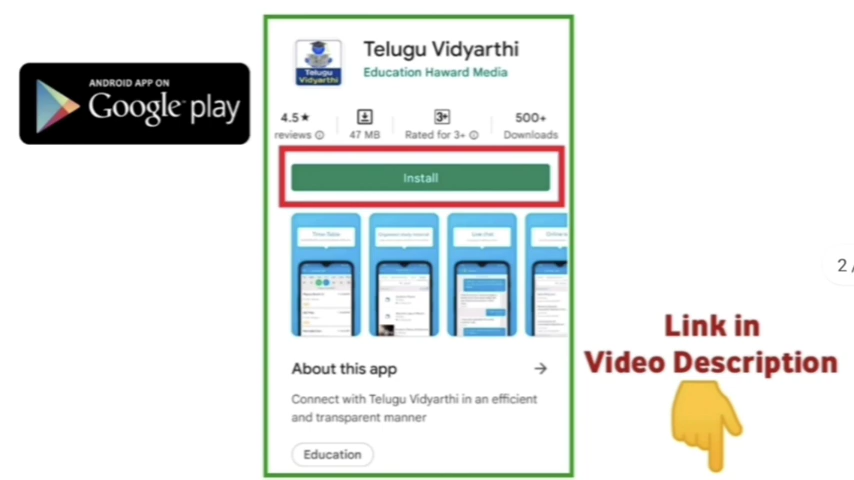 ANDROID APP ON
Google play
Telugu
Vidyarthi
Telugu Vidyarthi
Education Haward Media
4.5★
reviews
47 MB
3+
Rated for 3+
500+
Downloads
Install
Time Table
Live chat
About this app
Connect with Telugu Vidyarthi in an efficient
and transparent manner
Education
Link in
Video Description
2 /